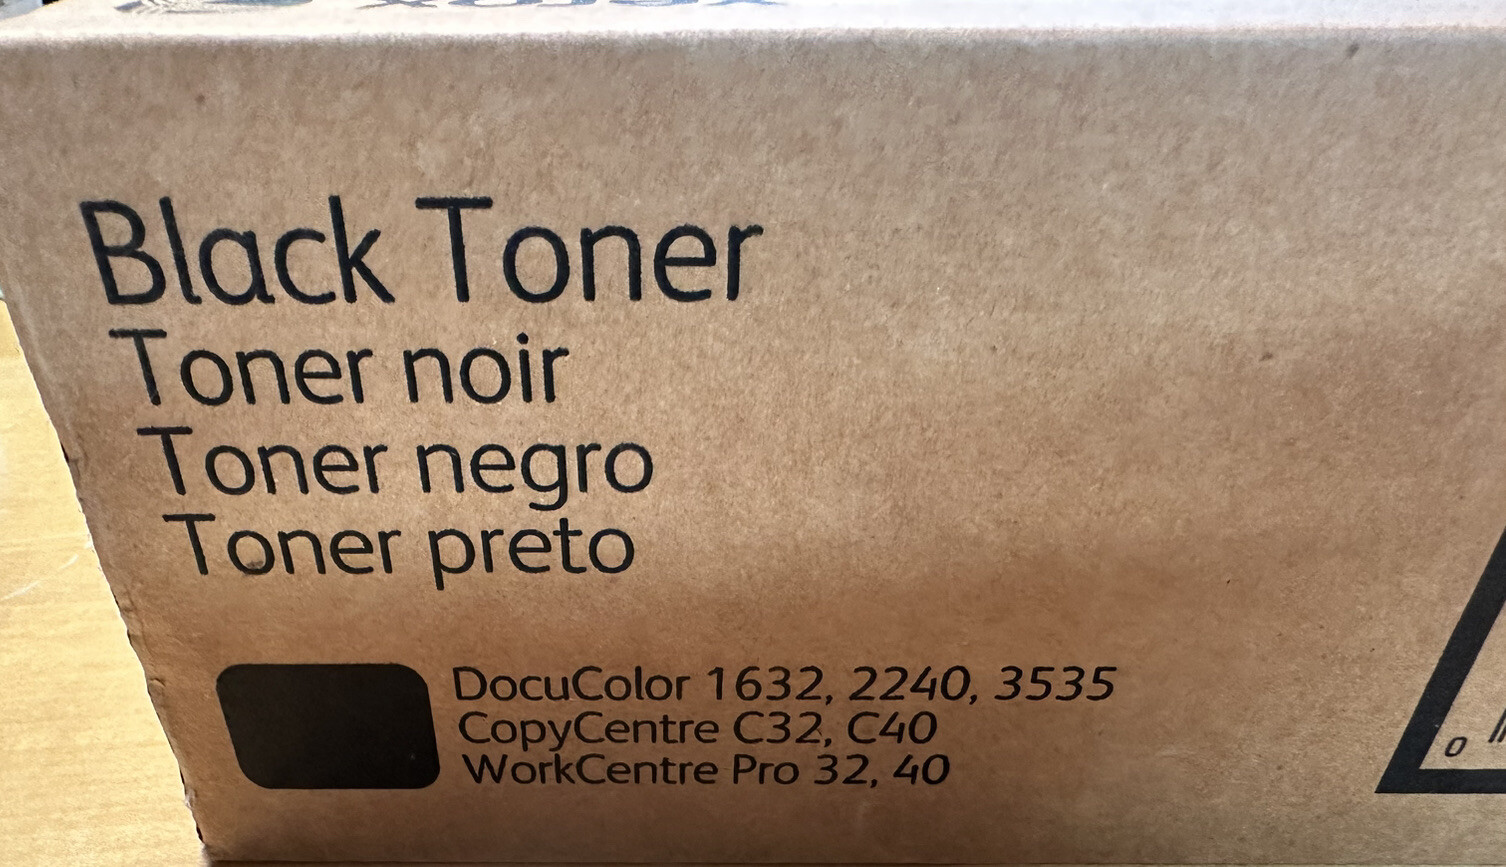 Black Toner
Toner noir
Toner negro
Toner preto
DocuColor 1632, 2240, 3535
CopyCentre C32, C40
WorkCentre Pro 32, 40